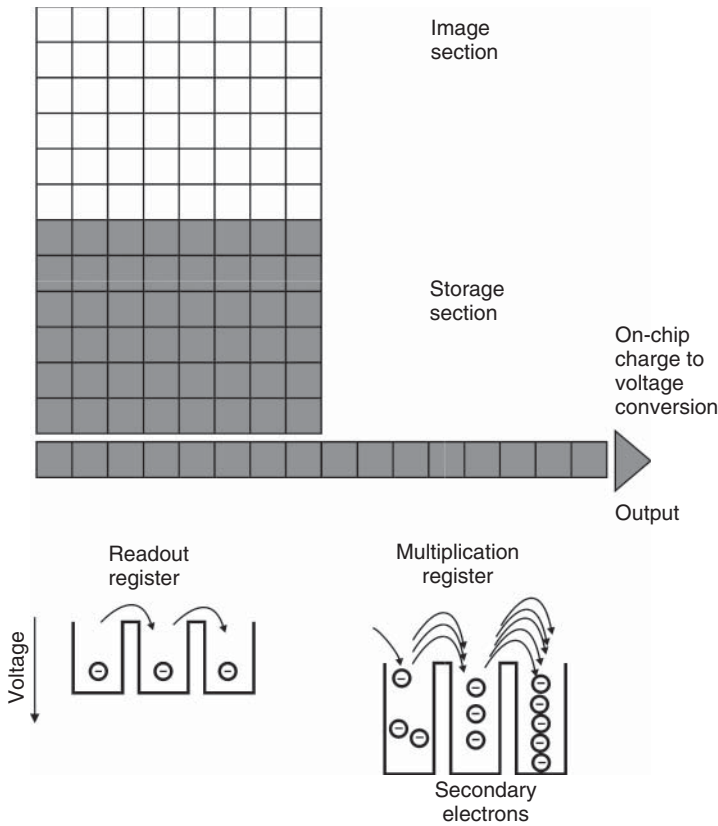 Image
section
Storage
section
On-chip
charge to
voltage
conversion
Output
Readout
register
Multiplication
register
Voltage
Secondary
electrons